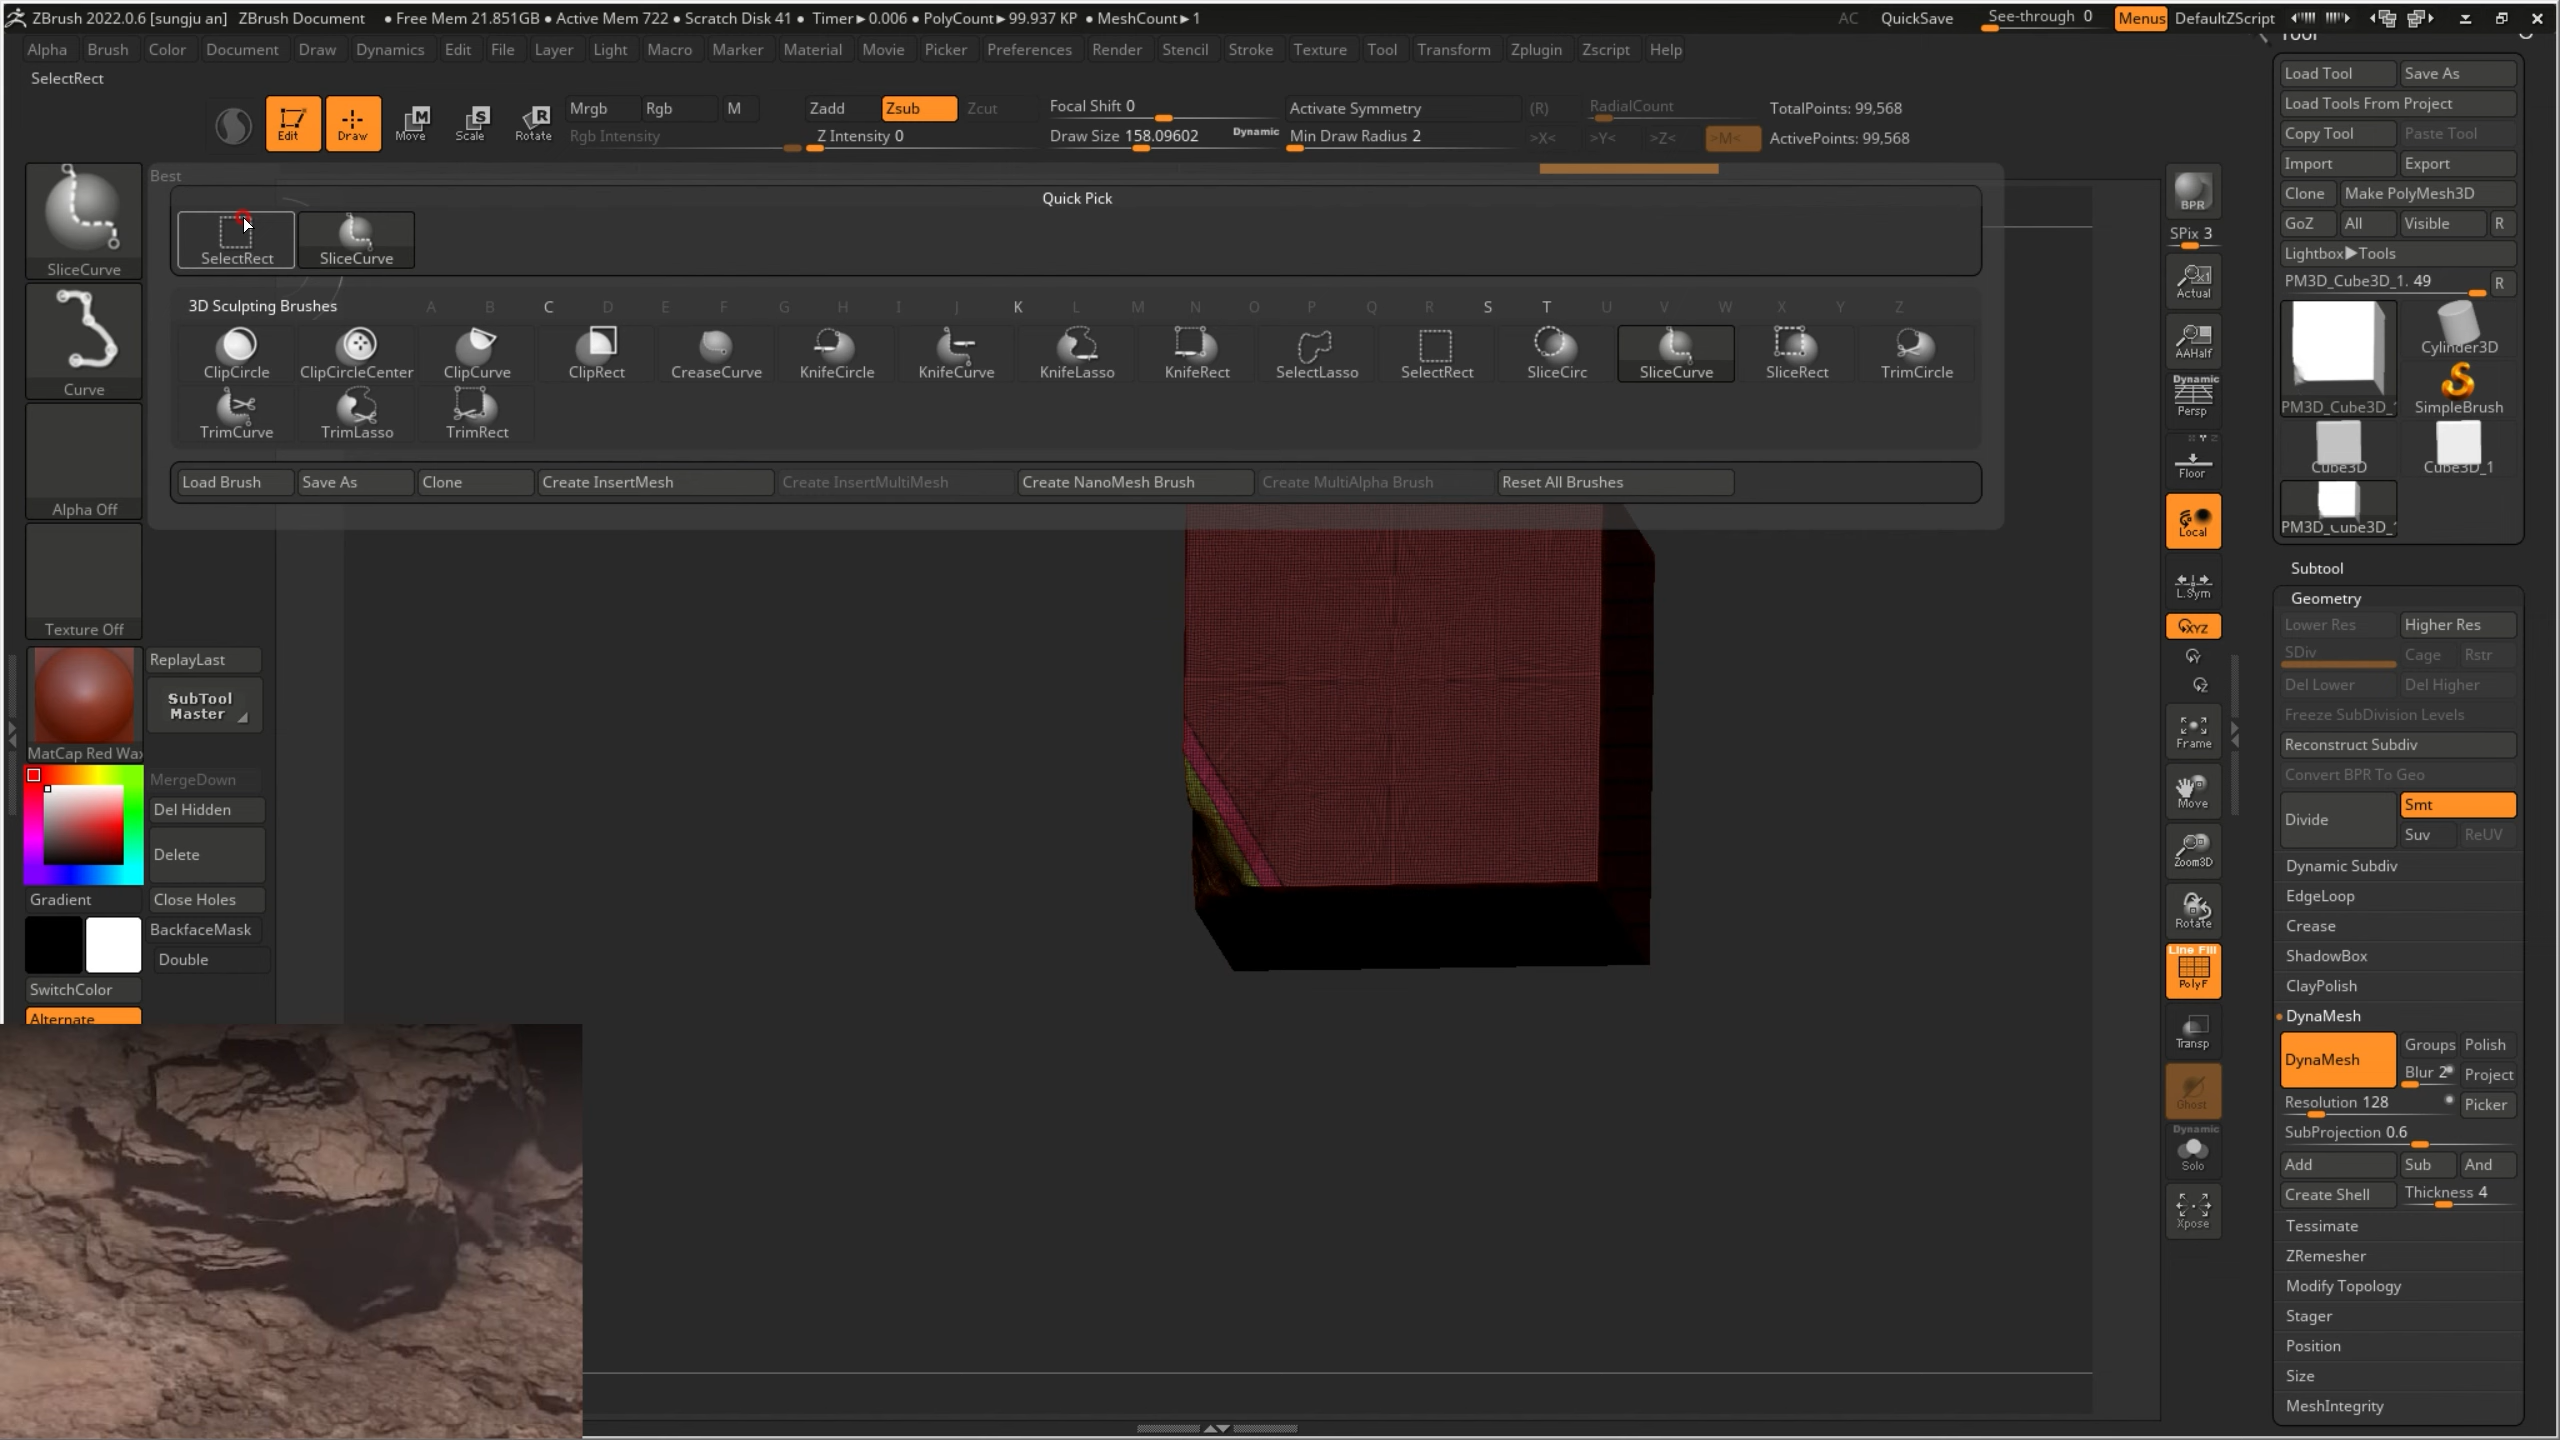 ZBrush 2022.0.6 [sungju an] ZBrush Document ● Free Mem 21.851GB ● Active Mem 722 ● Scratch Disk 41 ● Timer►0.006 ● PolyCount►99.937 KP ● MeshCount►1 AC QuickSave See-through 0 Menus DefaultZScript
Alpha Brush Color Document Draw Dynamics Edit File Layer Light Macro Marker Material Movie Picker Preferences Render Stencil Stroke Texture Tool Transform Zplugin Zscript Help
SelectRect
Edit Draw Move Scale Rotate
Mrgb Rgb M Zadd Zsub Zcut Focal Shift 0 Activate Symmetry (R) RadialCount TotalPoints: 99,568
Rgb Intensity Z Intensity 0 Draw Size 158.09602 Dynamic Min Draw Radius 2 >X< >Y< >Z< >M< ActivePoints: 99,568
Best
Quick Pick
SelectRect SliceCurve
3D Sculpting Brushes A B C D E F G H I J K L M N O P Q R S T U V W X Y Z
ClipCircle ClipCircleCenter ClipCurve ClipRect CreaseCurve KnifeCircle KnifeCurve KnifeLasso KnifeRect SelectLasso SelectRect SliceCirc SliceCurve SliceRect TrimCircle
TrimCurve TrimLasso TrimRect
Load Brush Save As Clone Create InsertMesh Create InsertMultiMesh Create NanoMesh Brush Create MultiAlpha Brush Reset All Brushes
SliceCurve
Curve
Alpha Off
Texture Off
ReplayLast
SubTool
Master
MatCap Red Wax
MergeDown
Del Hidden
Delete
Gradient
Close Holes
BackfaceMask
Double
SwitchColor
Alternate
BPR
SPix 3
Actual
AAHalf
Dynamic
Persp
Floor
Local
L.Sym
XYZ
Y
Z
Frame
Move
Zoom3D
Rotate
Line Fill
PolyF
Transp
Ghost
Dynamic
Solo
Xpose
Tool
Load Tool Save As
Load Tools From Project
Copy Tool Paste Tool
Import Export
Clone Make PolyMesh3D
GoZ All Visible R
Lightbox►Tools
PM3D_Cube3D_1. 49 R
Cylinder3D
PM3D_Cube3D_1 SimpleBrush
Cube3D Cube3D_1
PM3D_Cube3D_1
Subtool
Geometry
Lower Res Higher Res
SDiv Cage Rstr
Del Lower Del Higher
Freeze SubDivision Levels
Reconstruct Subdiv
Convert BPR To Geo
Divide Smt
Suv ReUV
Dynamic Subdiv
EdgeLoop
Crease
ShadowBox
ClayPolish
DynaMesh
DynaMesh Groups Polish
Blur 2 Project
Resolution 128 Picker
SubProjection 0.6
Add Sub And
Create Shell Thickness 4
Tessimate
ZRemesher
Modify Topology
Stager
Position
Size
MeshIntegrity